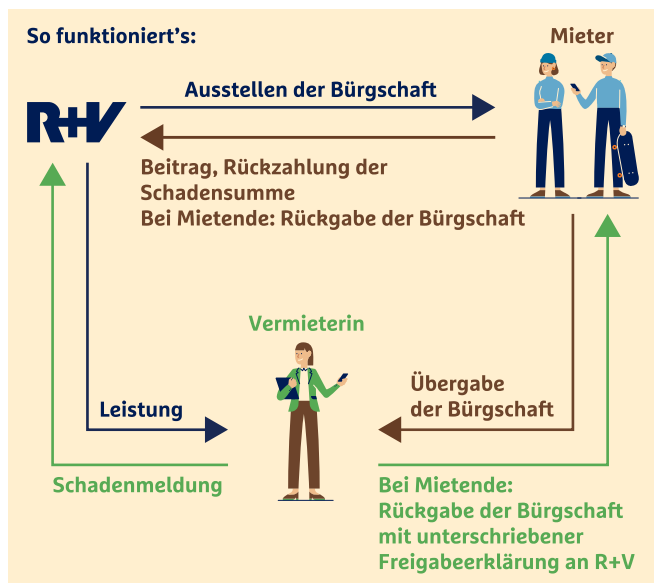 So funktioniert's:
Mieter
R+V
Ausstellen der Bürgschaft
Beitrag, Rückzahlung der
Schadensumme
Bei Mietende: Rückgabe der Bürgschaft
Vermieterin
Leistung
Übergabe
der Bürgschaft
Schadenmeldung
Bei Mietende:
Rückgabe der Bürgschaft
mit unterschriebener
Freigabeerklärung an R+V